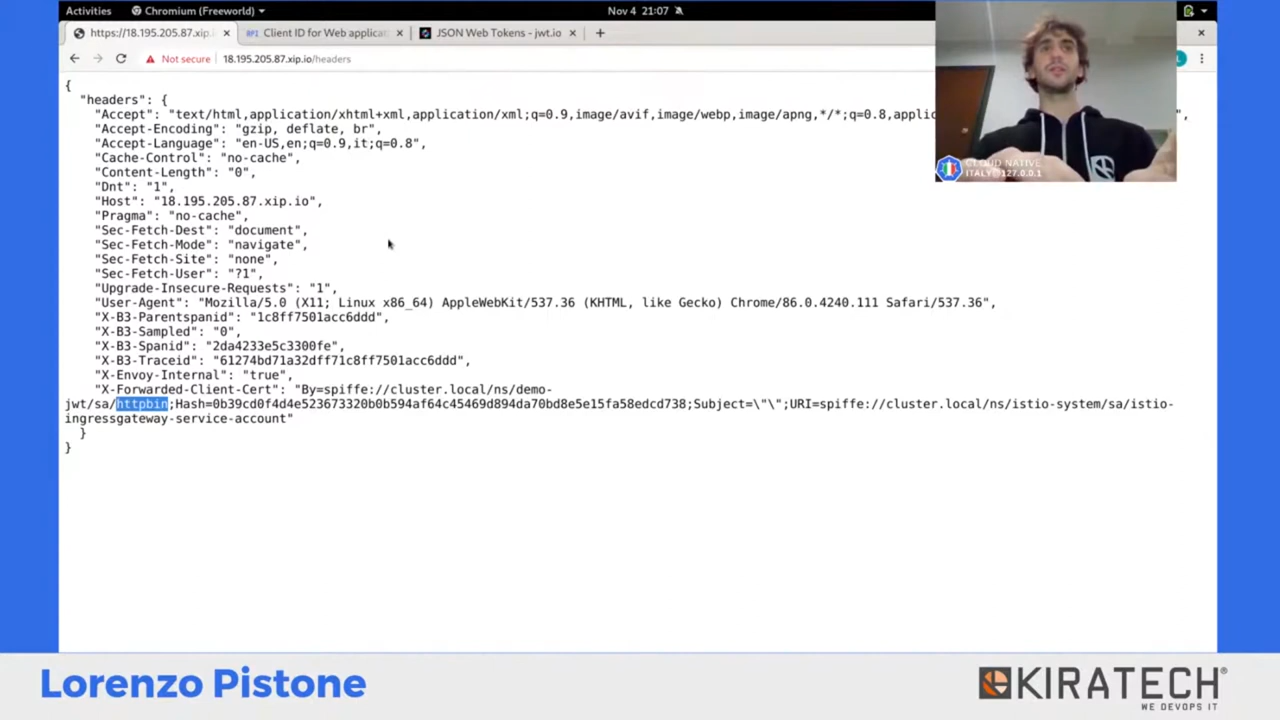 Activities Chromium (Freeworld) Nov 4 21:07
https://18.195.205.87.xip. Client ID for Web applicat JSON Web Tokens - jwt.io
Not secure 18.195.205.87.xip.io/headers
{
"headers": {
"Accept": "text/html,application/xhtml+xml,application/xml;q=0.9,image/avif,image/webp,image/apng,*/*;q=0.8,applic ",
"Accept-Encoding": "gzip, deflate, br",
"Accept-Language": "en-US,en;q=0.9,it;q=0.8",
"Cache-Control": "no-cache",
"Content-Length": "0",
"Dnt": "1",
"Host": "18.195.205.87.xip.io",
"Pragma": "no-cache",
"Sec-Fetch-Dest": "document",
"Sec-Fetch-Mode": "navigate",
"Sec-Fetch-Site": "none",
"Sec-Fetch-User": "?1",
"Upgrade-Insecure-Requests": "1",
"User-Agent": "Mozilla/5.0 (X11; Linux x86_64) AppleWebKit/537.36 (KHTML, like Gecko) Chrome/86.0.4240.111 Safari/537.36",
"X-B3-Parentspanid": "1c8ff7501acc6ddd",
"X-B3-Sampled": "0",
"X-B3-Spanid": "2da4233e5c3300fe",
"X-B3-Traceid": "61274bd71a32dff71c8ff7501acc6ddd",
"X-Envoy-Internal": "true",
"X-Forwarded-Client-Cert": "By=spiffe://cluster.local/ns/demo-
jwt/sa/httpbin;Hash=0b39cd0f4d4e523673320b0b594af64c45469d894da70bd8e5e15fa58edcd738;Subject=\"\";URI=spiffe://cluster.local/ns/istio-system/sa/istio-
ingressgateway-service-account"
}
}
CLOUD NATIVE
ITALY@127.0.0.1
Lorenzo Pistone
KIRATECH®
WE DEVOPS IT